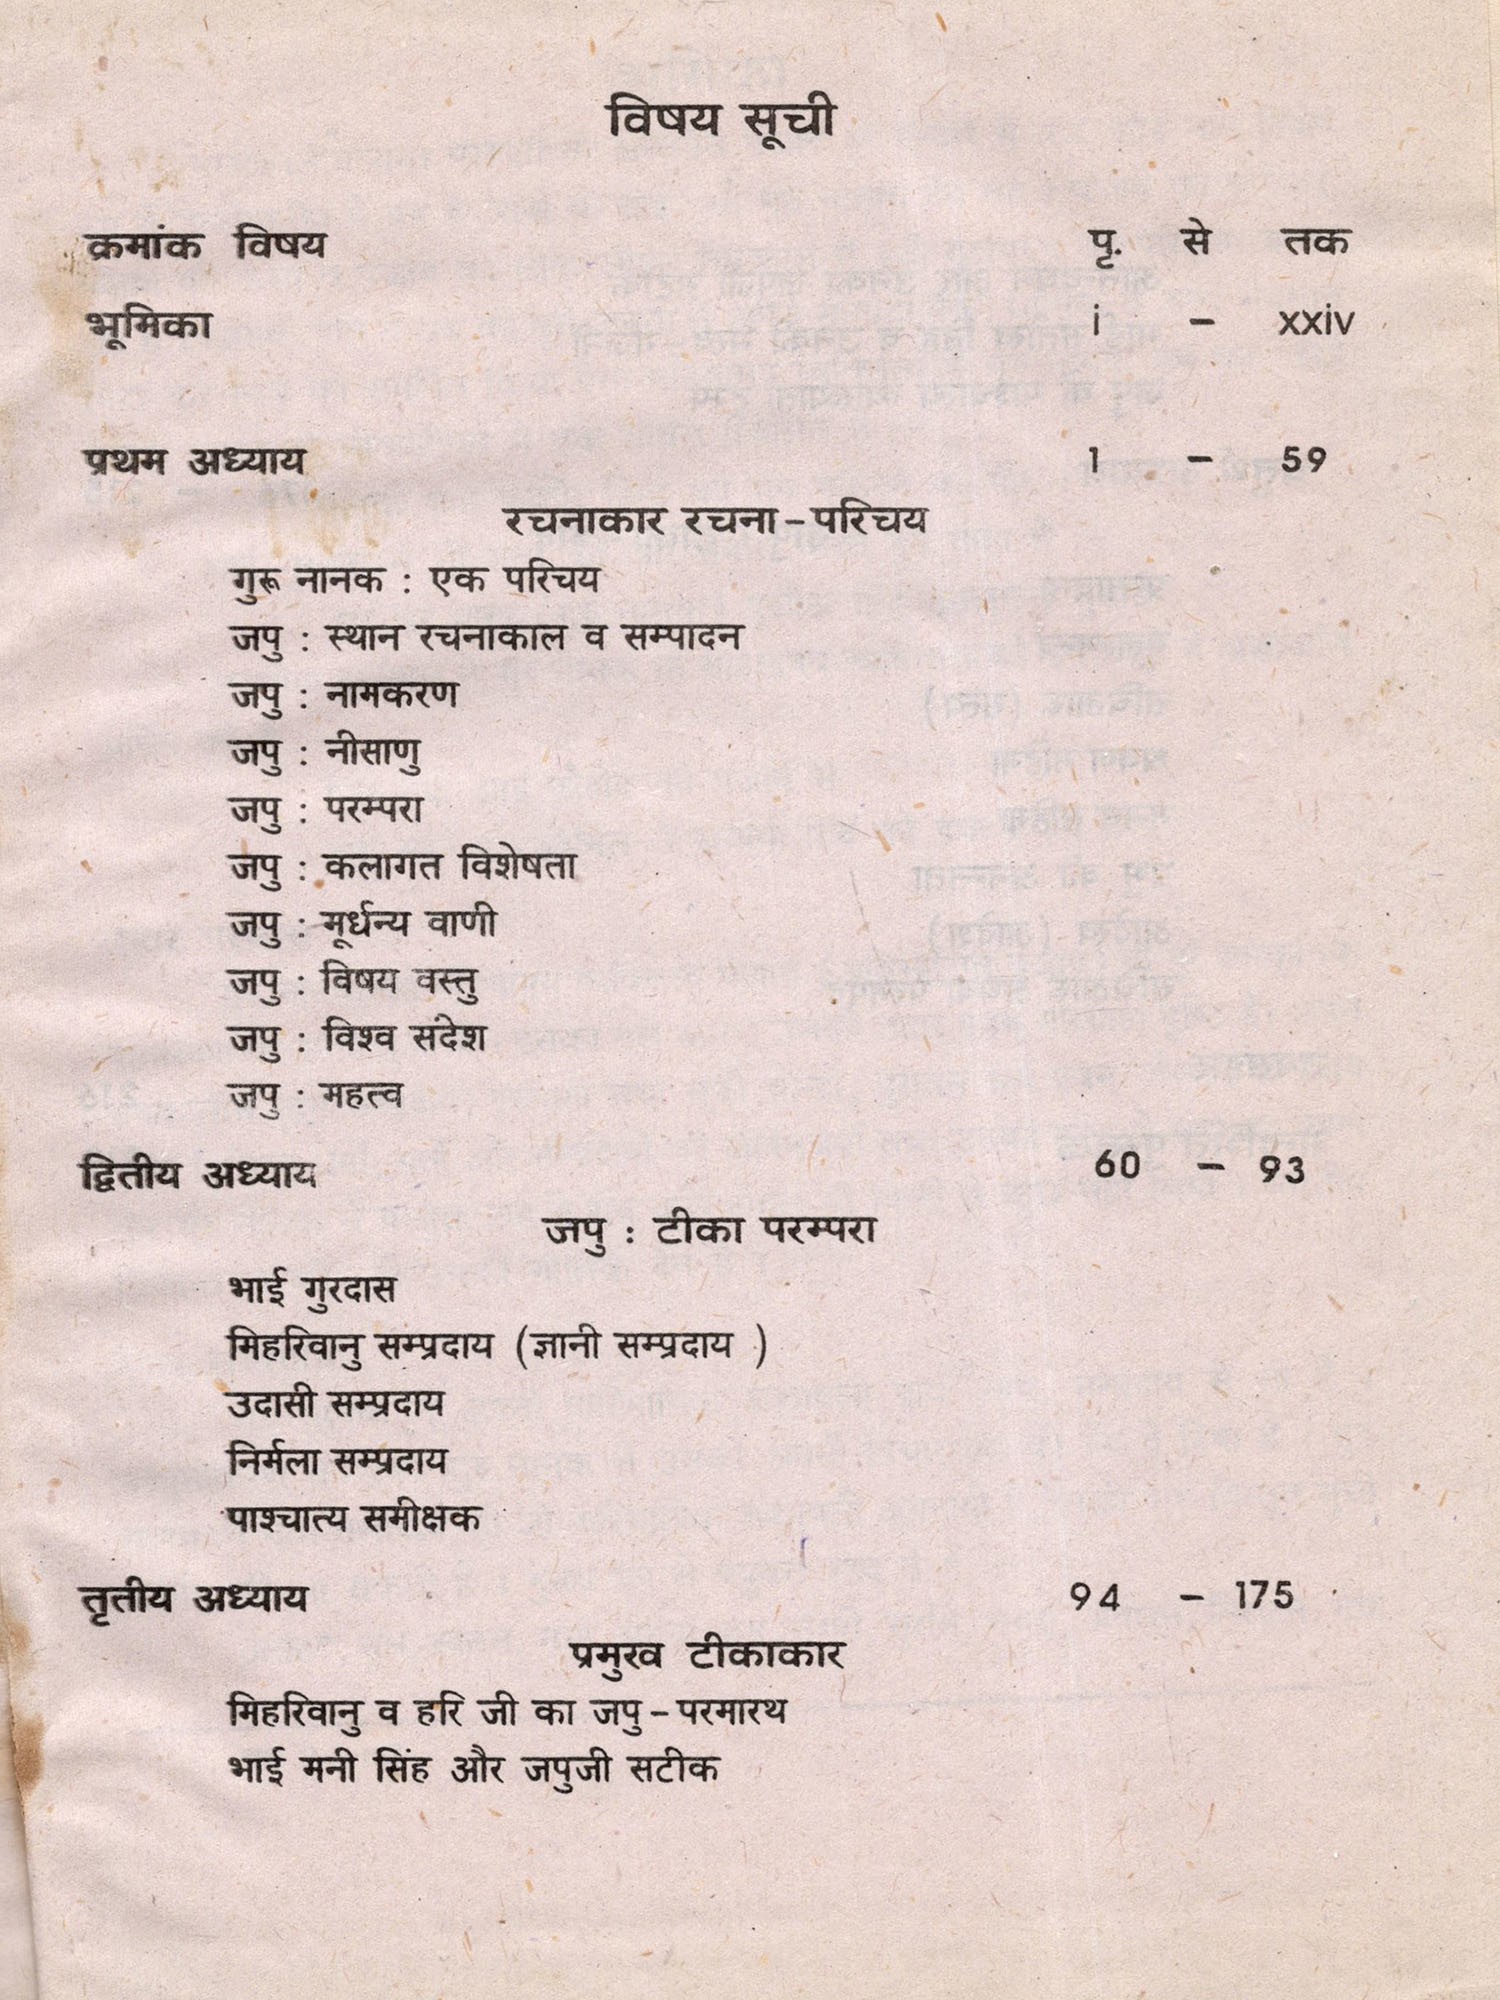 विषय सूची
क्रमांक विषय पृ. से तक
भूमिका i – xxiv
प्रथम अध्याय 1 – 59
रचनाकार रचना – परिचय
गुरू नानक : एक परिचय
जपु : स्थान रचनाकाल व सम्पादन
जपु : नामकरण
जपु : नीसाणु
जपु : परम्परा
जपु : कलागत विशेषता
जपु : मूर्धन्य वाणी
जपु : विषय वस्तु
जपु : विश्व संदेश
जपु : महत्व
द्वितीय अध्याय 60 – 93
जपु : टीका परम्परा
भाई गुरदास
मिहरिवानु सम्प्रदाय (ज्ञानी सम्प्रदाय )
उदासी सम्प्रदाय
निर्मला सम्प्रदाय
पाश्चात्य समीक्षक
तृतीय अध्याय 94 – 175
प्रमुख टीकाकार
मिहरिवानु व हरि जी का जपु – परमारथ
भाई मनी सिंह और जपुजी सटीक